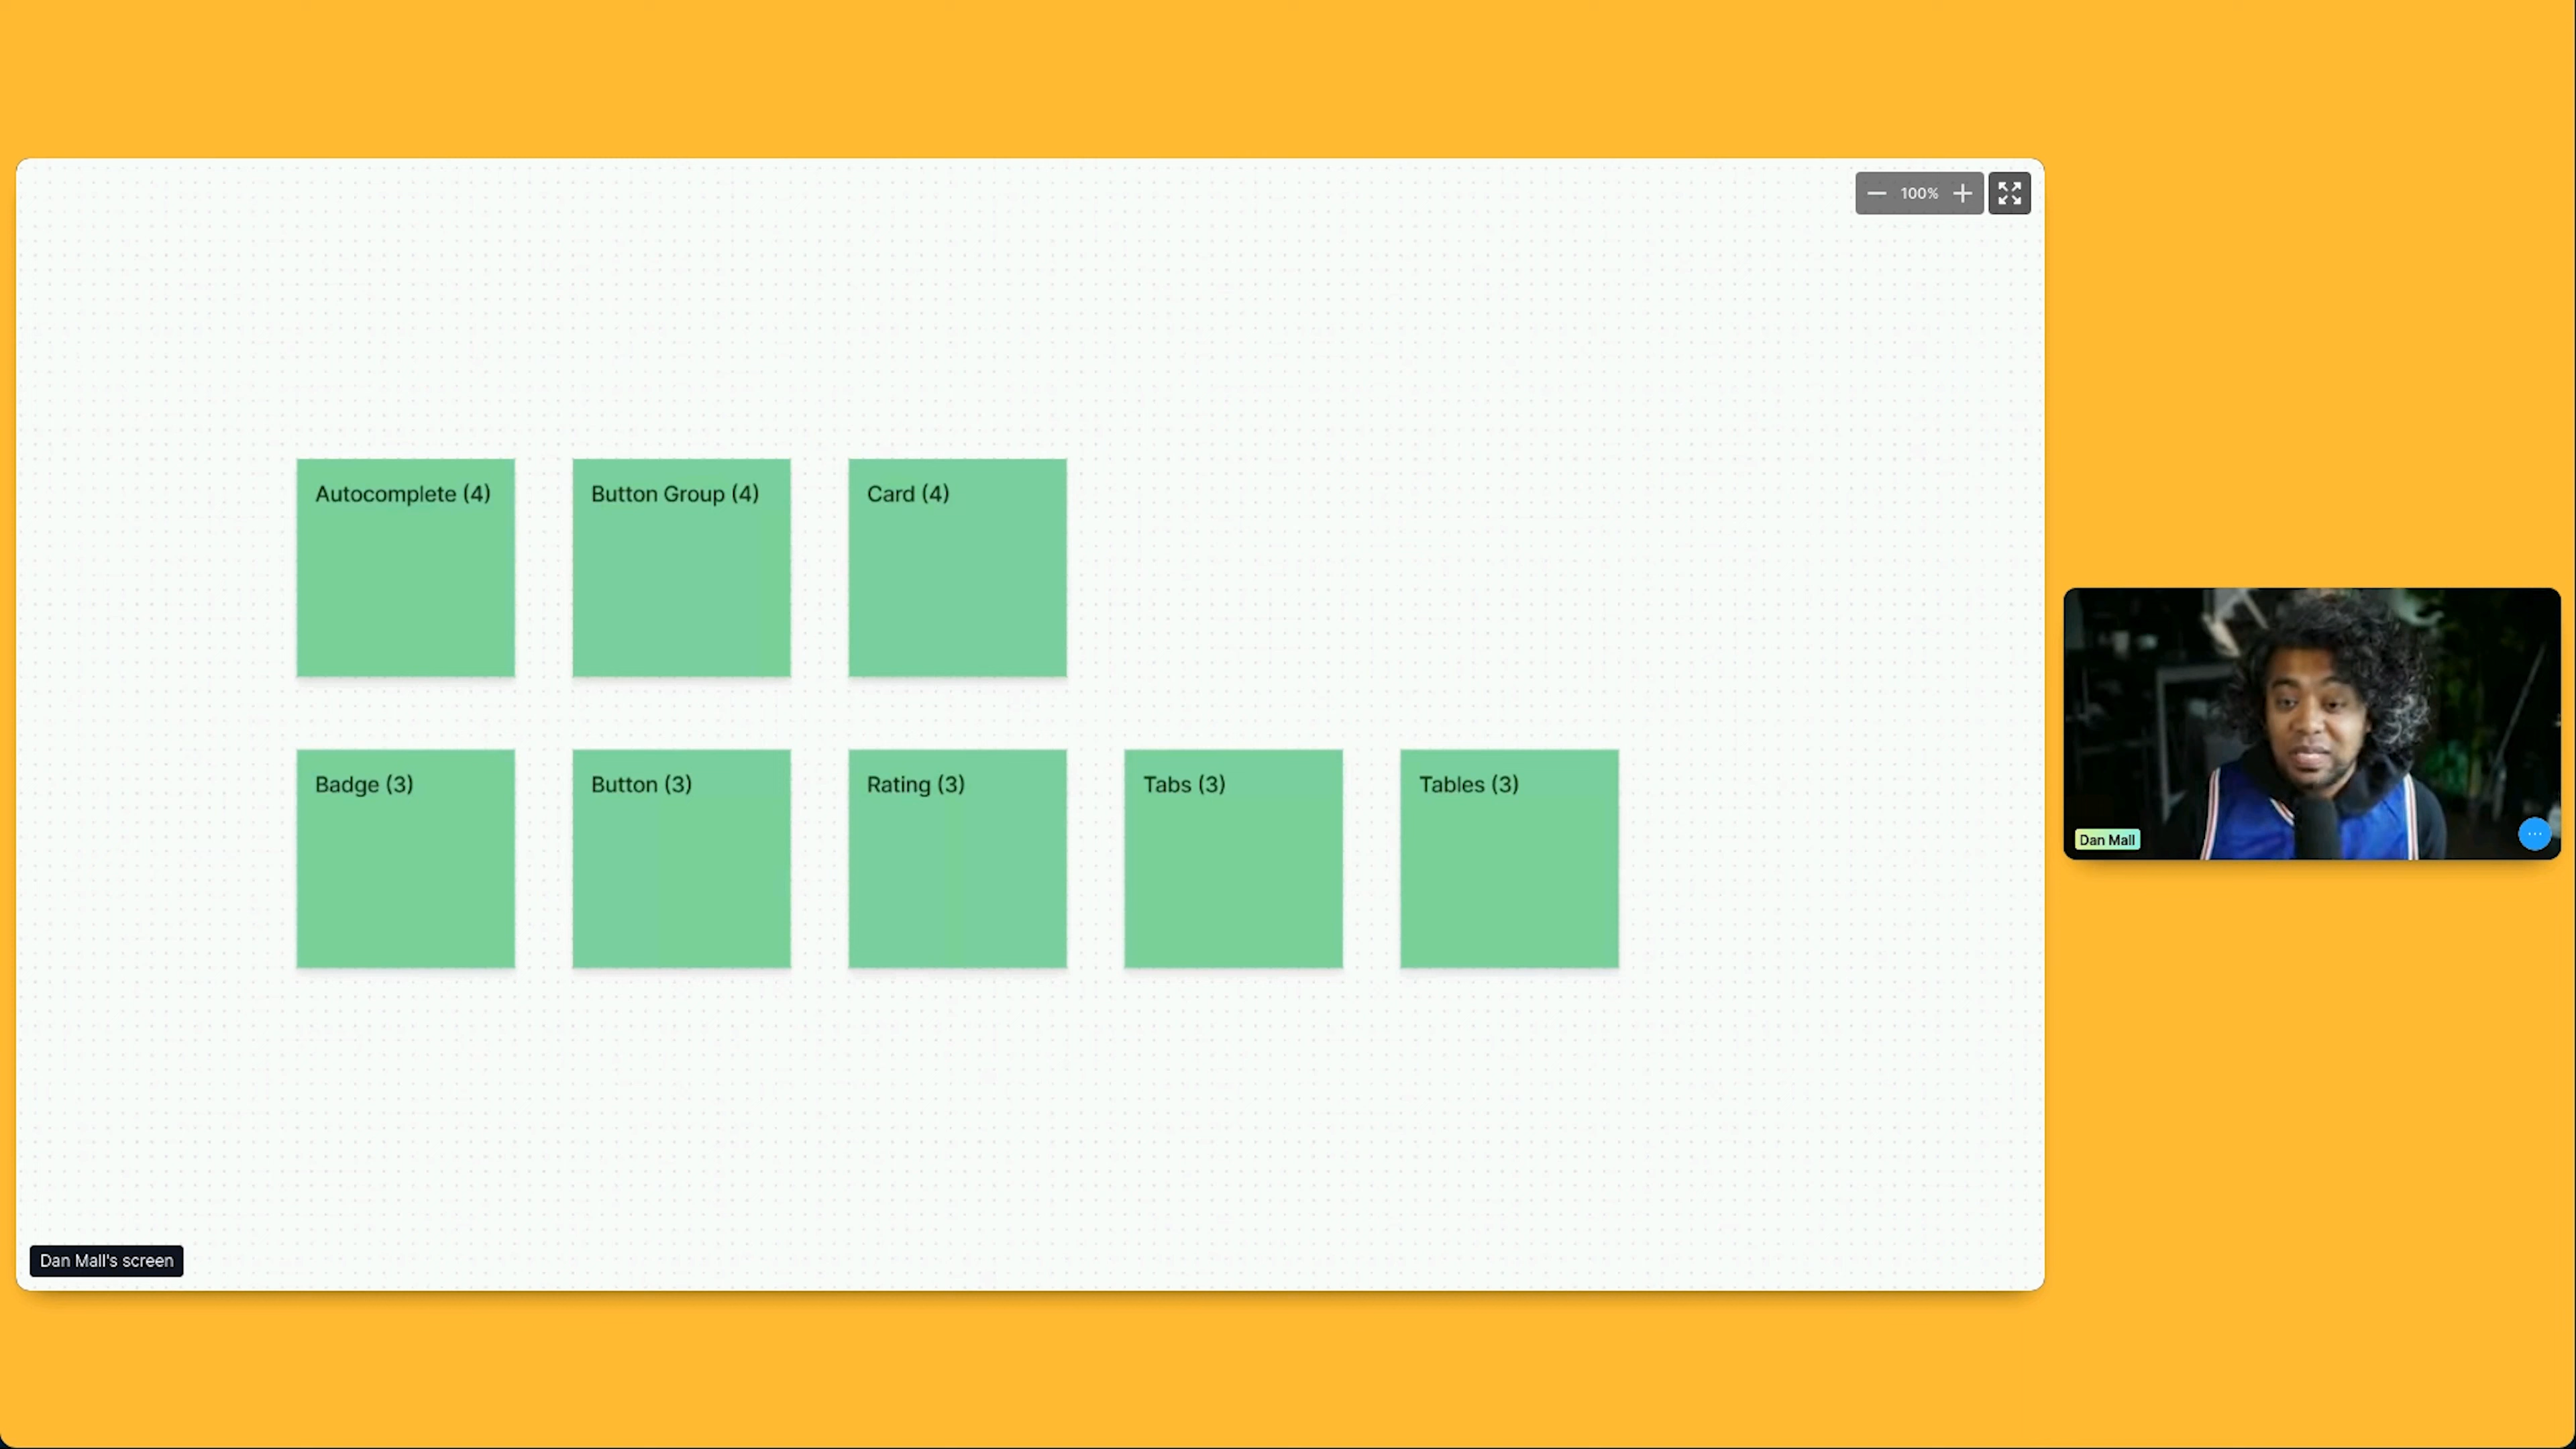 100%
Autocomplete (4)
Button Group (4)
Card (4)
Badge (3)
Button (3)
Rating (3)
Tabs (3)
Tables (3)
Dan Mall
Dan Mall's screen